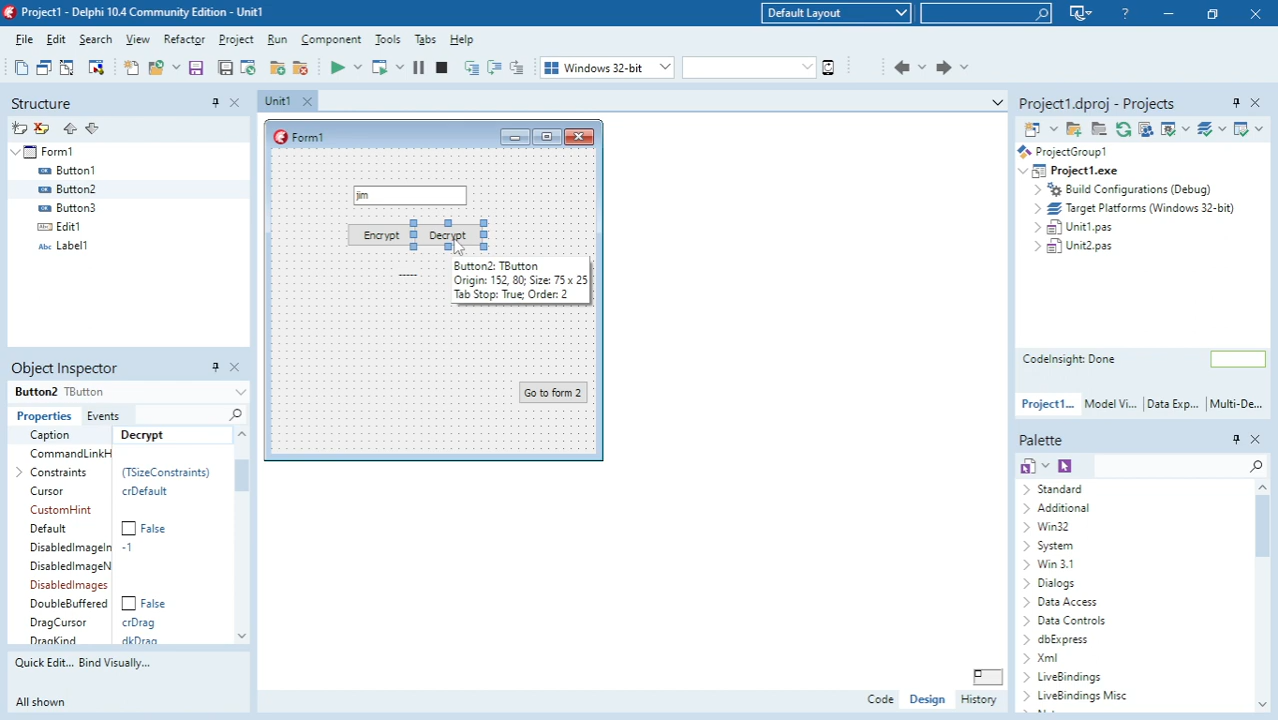 Project1 - Delphi 10.4 Community Edition - Unit1
Default Layout
?
File Edit Search View Refactor Project Run Component Tools Tabs Help
Windows 32-bit
Structure
Form1
Button1
Button2
Button3
Edit1
Label1
Object Inspector
Button2 TButton
Properties Events
Caption Decrypt
CommandLinkH
Constraints (TSizeConstraints)
Cursor crDefault
CustomHint
Default False
DisabledImageIn -1
DisabledImageN
DisabledImages
DoubleBuffered False
DragCursor crDrag
DragKind dkDrag
Quick Edit... Bind Visually...
All shown
Unit1
Form1
jim
Encrypt Decrypt
-----
Button2: TButton
Origin: 152, 80; Size: 75 x 25
Tab Stop: True; Order: 2
Go to form 2
Code Design History
Project1.dproj - Projects
ProjectGroup1
Project1.exe
Build Configurations (Debug)
Target Platforms (Windows 32-bit)
Unit1.pas
Unit2.pas
CodeInsight: Done
Project1... Model Vi... Data Exp... Multi-De...
Palette
Standard
Additional
Win32
System
Win 3.1
Dialogs
Data Access
Data Controls
dbExpress
Xml
LiveBindings
LiveBindings Misc